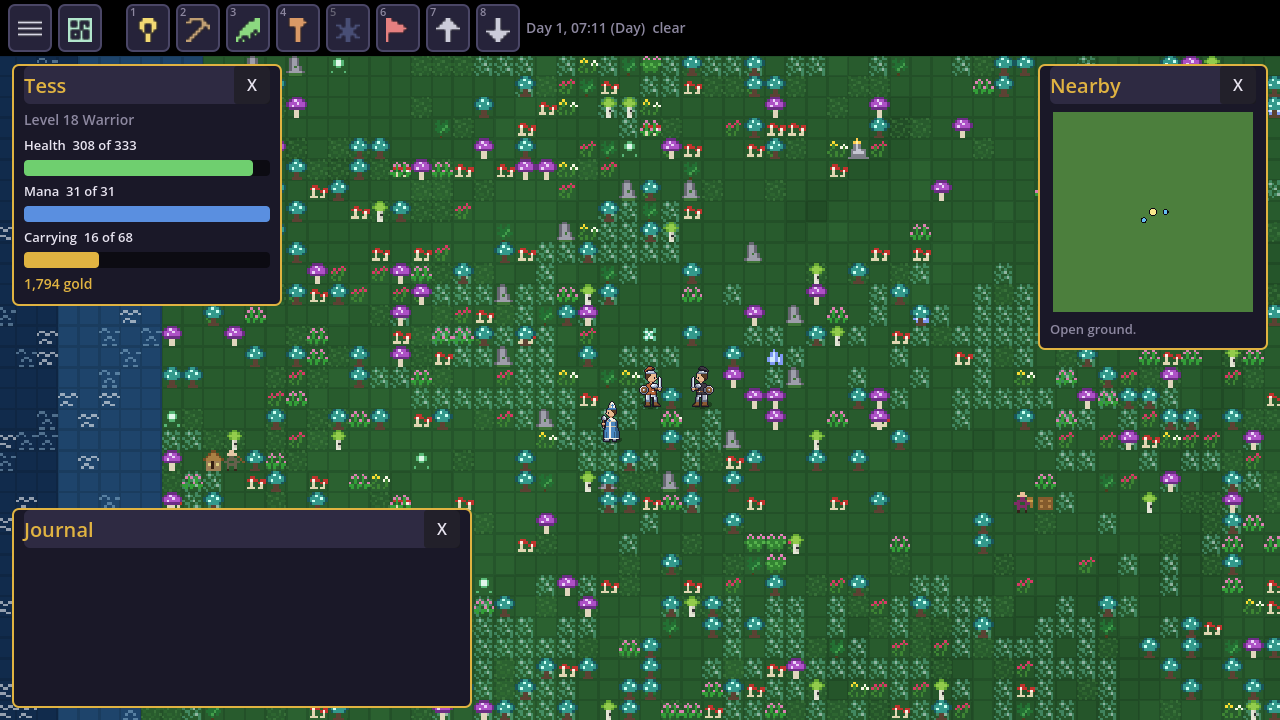 1 2 3 4 5 6 7 8 Day 1, 07:11 (Day) clear
Tess X
Level 18 Warrior
Health 308 of 333
Mana 31 of 31
Carrying 16 of 68
1,794 gold
Nearby X
Open ground.
Journal X